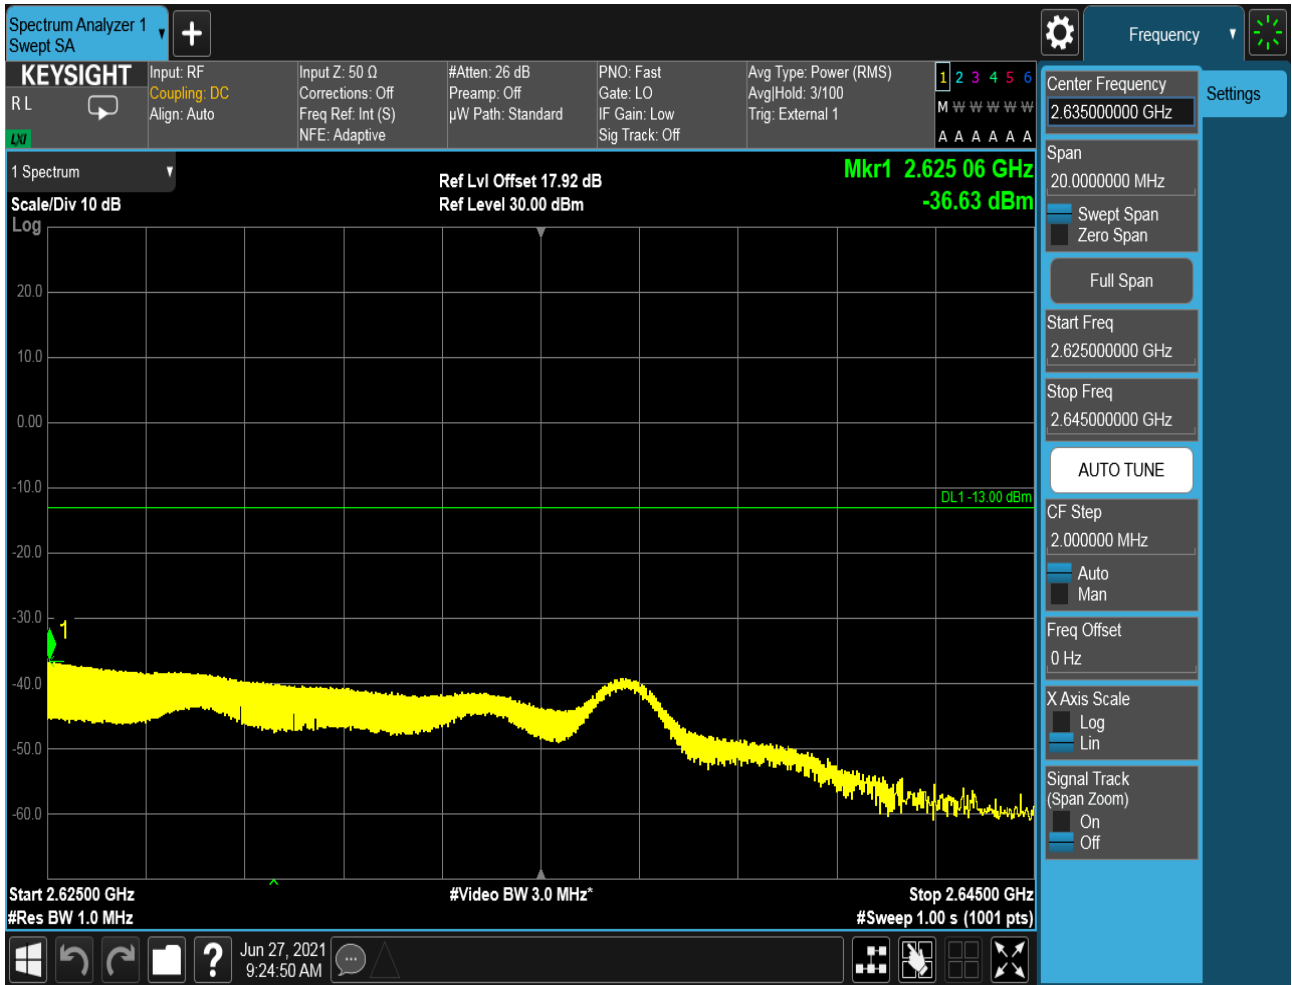 Spectrum Analyzer 1
Swept SA
+
Frequency
KEYSIGHT
R L
LXI
Input: RF
Coupling: DC
Align: Auto
Input Z: 50 Ω
Corrections: Off
Freq Ref: Int (S)
NFE: Adaptive
#Atten: 26 dB
Preamp: Off
µW Path: Standard
PNO: Fast
Gate: LO
IF Gain: Low
Sig Track: Off
Avg Type: Power (RMS)
Avg|Hold: 3/100
Trig: External 1
1 2 3 4 5 6
M W W W W W
A A A A A A
1 Spectrum
Scale/Div 10 dB
Log
Ref Lvl Offset 17.92 dB
Ref Level 30.00 dBm
Mkr1 2.625 06 GHz
-36.63 dBm
20.0
10.0
0.00
-10.0
-20.0
-30.0
-40.0
-50.0
-60.0
DL1 -13.00 dBm
1
Start 2.62500 GHz
#Res BW 1.0 MHz
#Video BW 3.0 MHz*
Stop 2.64500 GHz
#Sweep 1.00 s (1001 pts)
?
Jun 27, 2021
9:24:50 AM
Center Frequency
2.635000000 GHz
Settings
Span
20.0000000 MHz
Swept Span
Zero Span
Full Span
Start Freq
2.625000000 GHz
Stop Freq
2.645000000 GHz
AUTO TUNE
CF Step
2.000000 MHz
Auto
Man
Freq Offset
0 Hz
X Axis Scale
Log
Lin
Signal Track
(Span Zoom)
On
Off